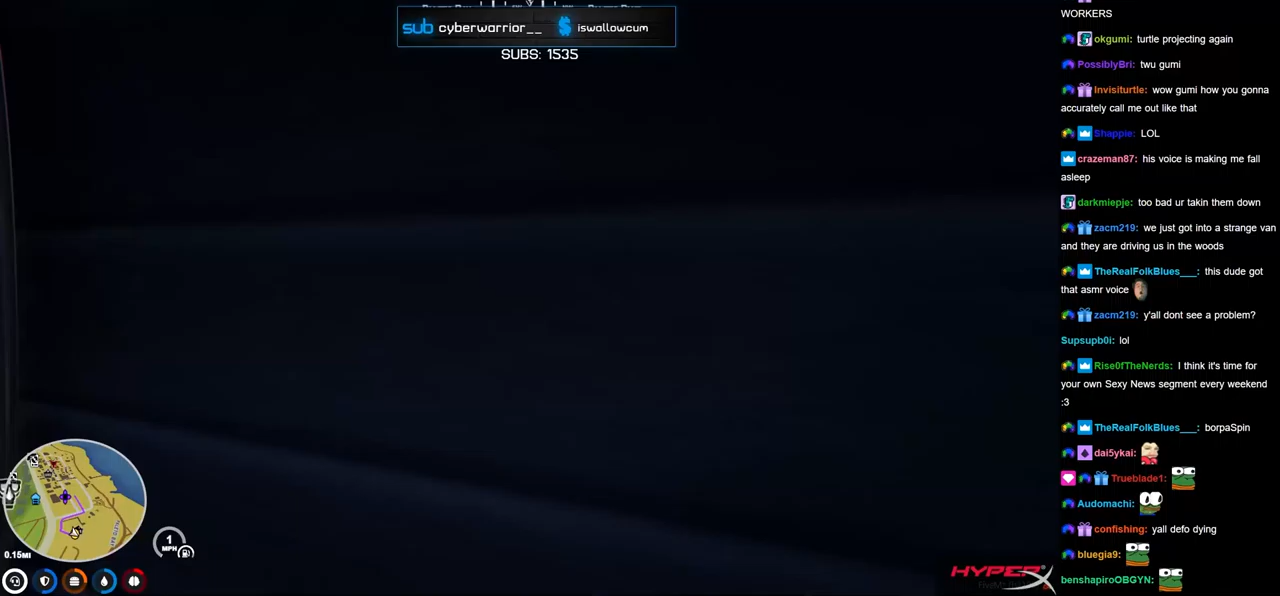 sub cyberwarrior__ $ iswallowcum
SUBS: 1535
WORKERS
okgumi: turtle projecting again
PossiblyBri: twu gumi
Invisiturtle: wow gumi how you gonna
accurately call me out like that
Shappie: LOL
crazeman87: his voice is making me fall
asleep
darkmiepje: too bad ur takin them down
zacm219: we just got into a strange van
and they are driving us in the woods
TheRealFolkBlues___: this dude got
that asmr voice
zacm219: y'all dont see a problem?
Supsupb0i: lol
Rise0fTheNerds: I think it's time for
your own Sexy News segment every weekend
:3
TheRealFolkBlues___: borpaSpin
dai5ykai:
Trueblade1:
Audomachi:
confishing: yall defo dying
bluegia9:
benshapiroOBGYN:
0.15MI
1
MPH
HYPERX